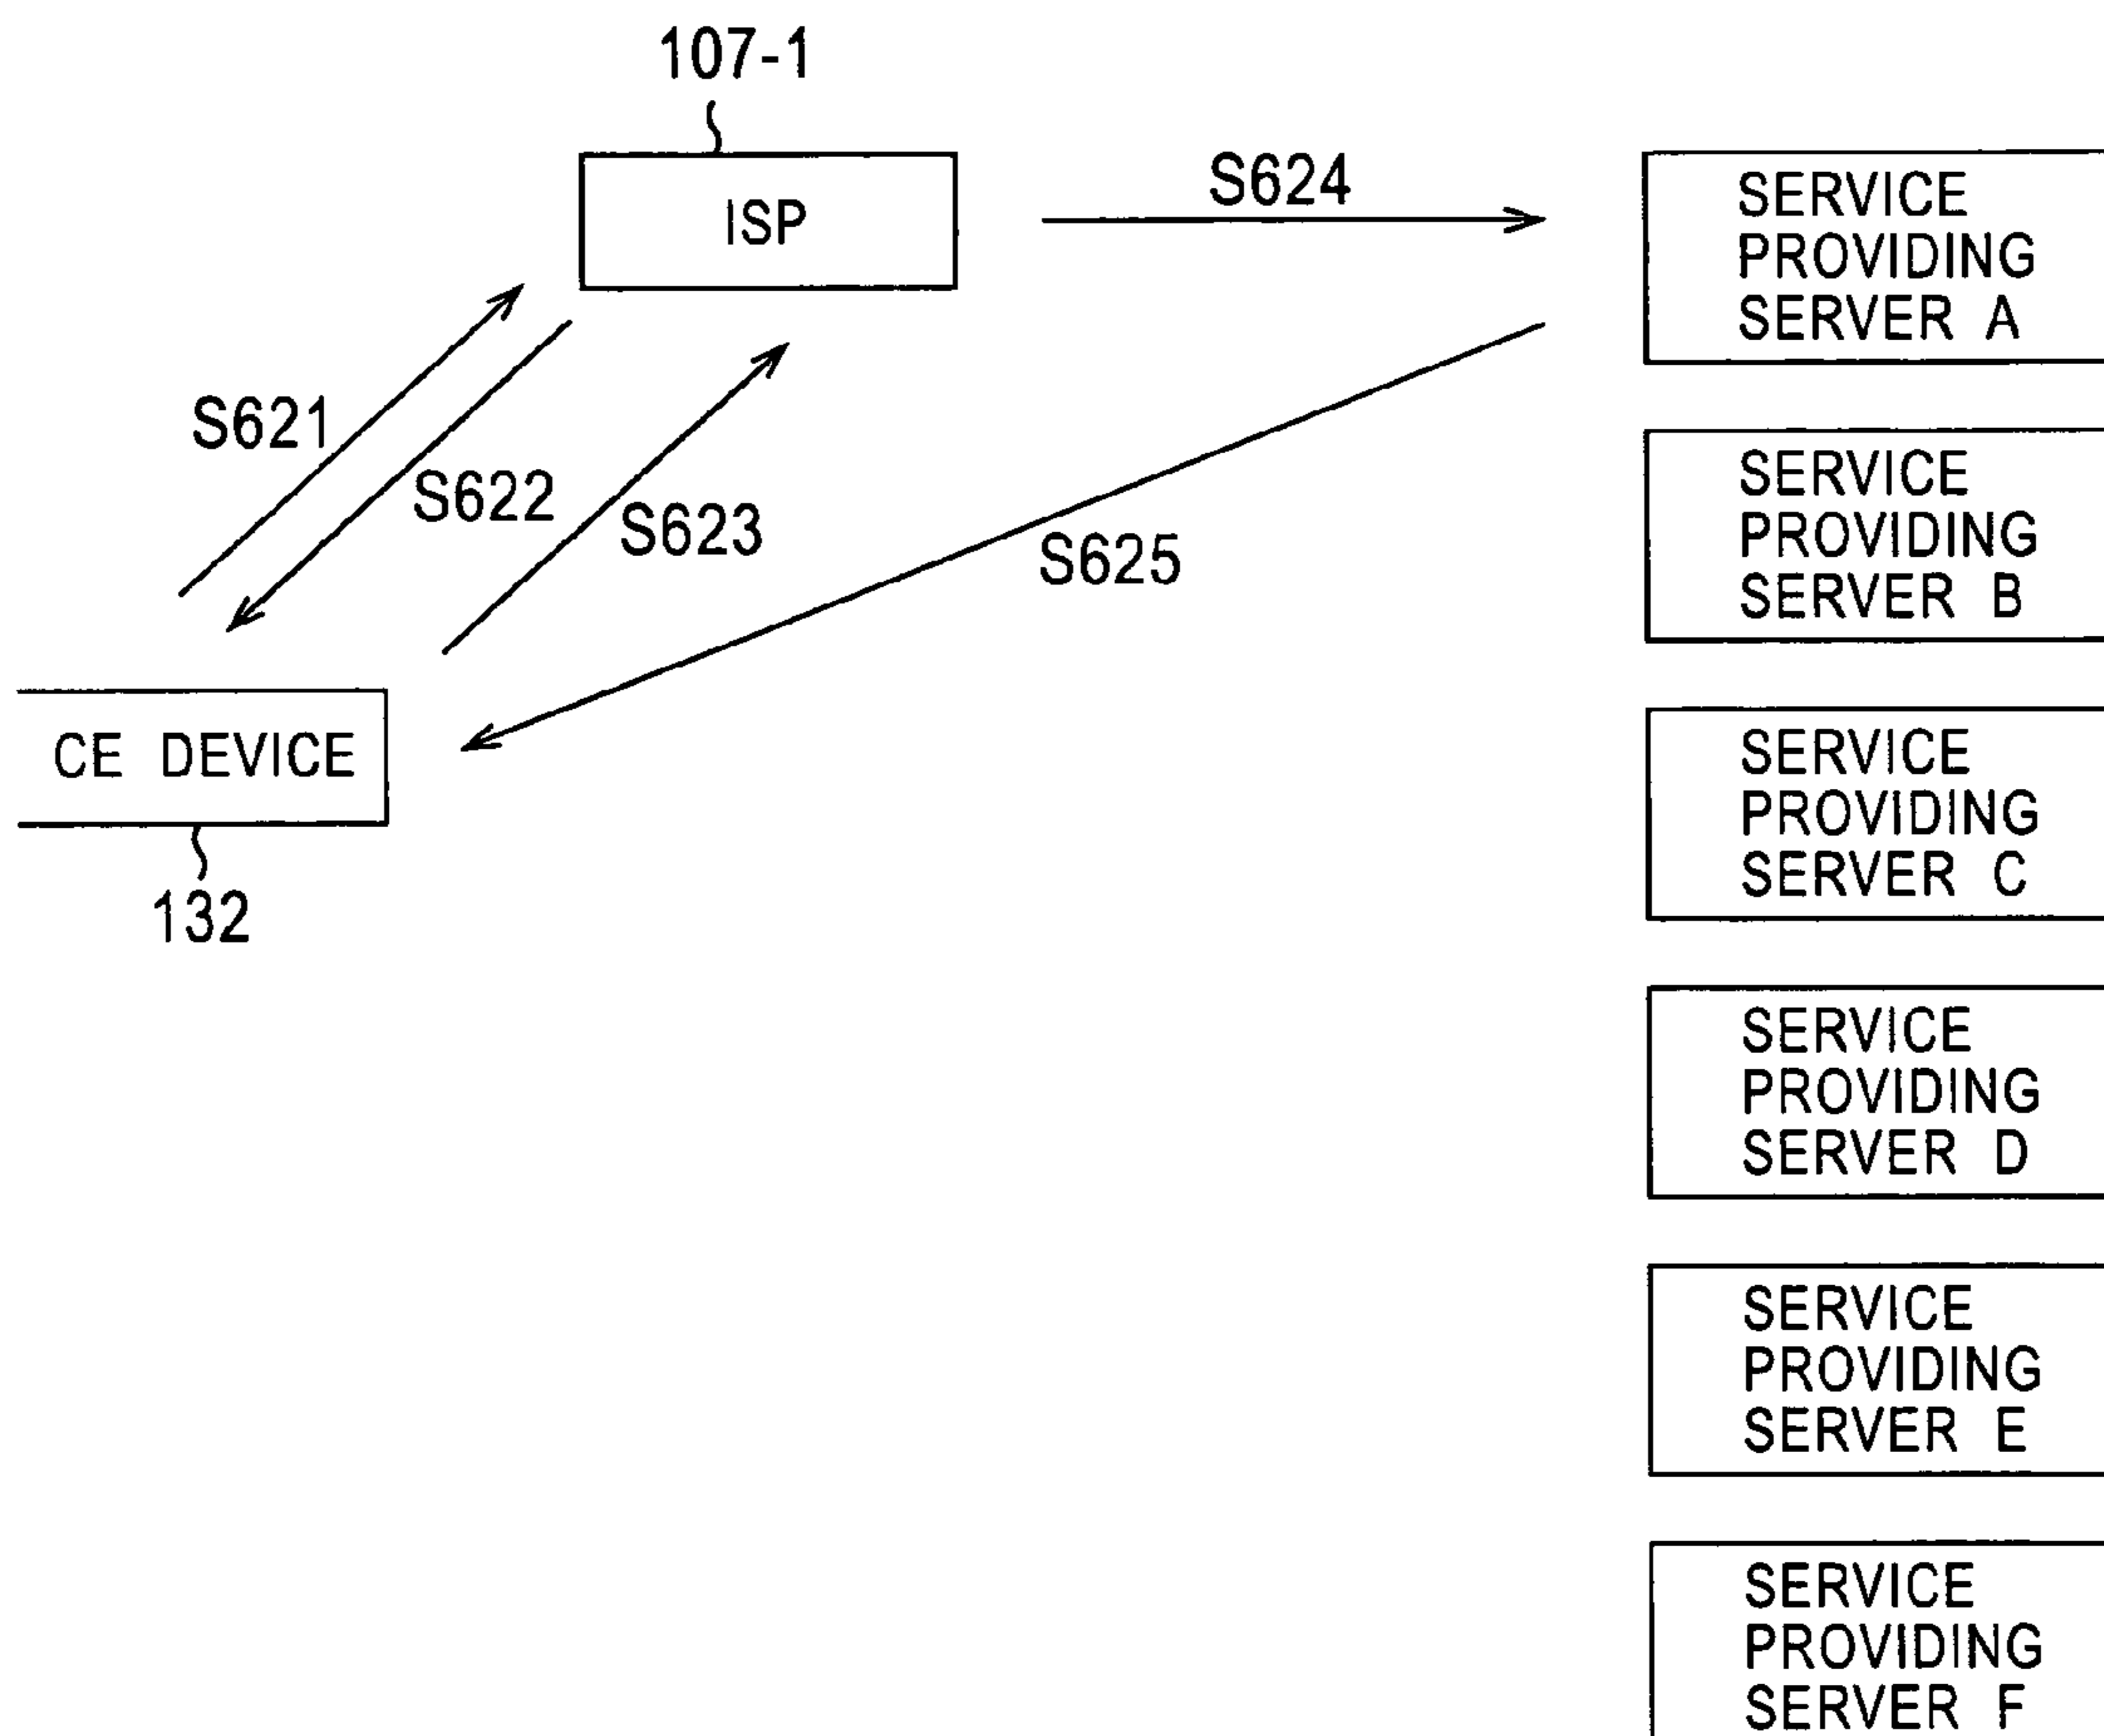 107-1
ISP
S624
S621
S622
S623
S625
CE DEVICE
132
SERVICE
PROVIDING
SERVER A
SERVICE
PROVIDING
SERVER B
SERVICE
PROVIDING
SERVER C
SERVICE
PROVIDING
SERVER D
SERVICE
PROVIDING
SERVER E
SERVICE
PROVIDING
SERVER F